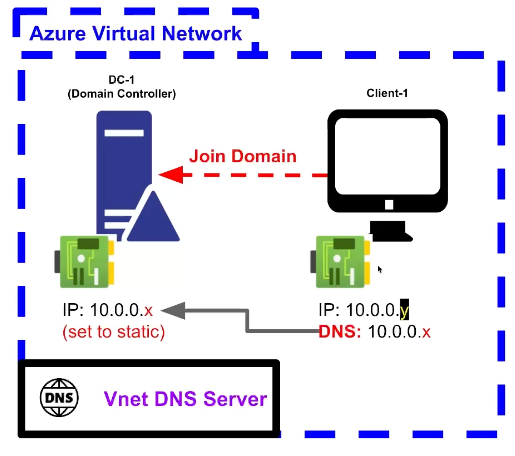 Azure Virtual Network
DC-1
(Domain Controller)
Client-1
Join Domain
IP: 10.0.0.x
(set to static)
IP: 10.0.0.y
DNS: 10.0.0.x
DNS
Vnet DNS Server